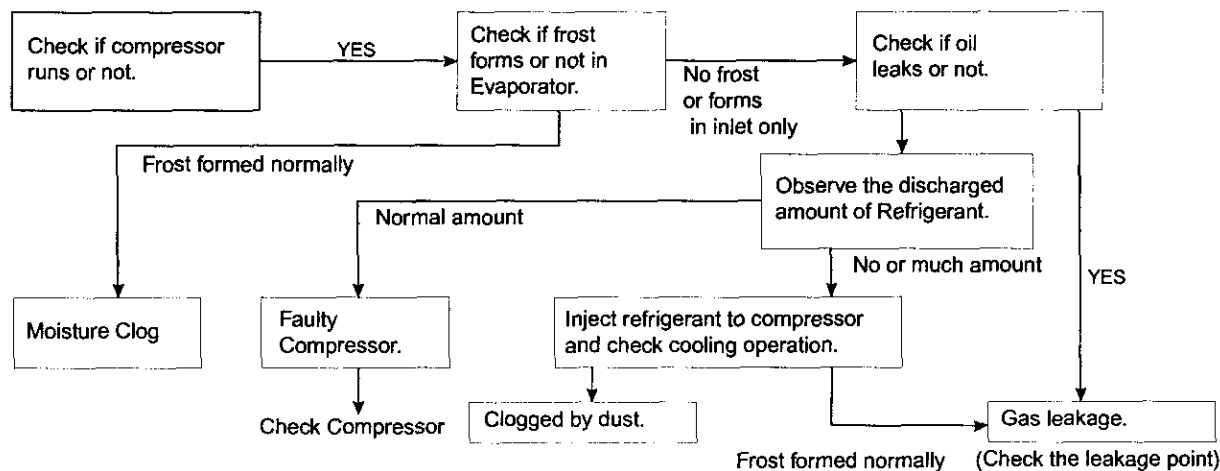 Check if compressor
runs or not.
YES
Check if frost
forms or not in
Evaporator.
No frost
or forms
in inlet only
Check if oil
leaks or not.
Frost formed normally
Observe the discharged
amount of Refrigerant.
Normal amount
No or much amount
YES
Moisture Clog
Faulty
Compressor.
Inject refrigerant to compressor
and check cooling operation.
Check Compressor
Clogged by dust.
Gas leakage.
Frost formed normally
(Check the leakage point)